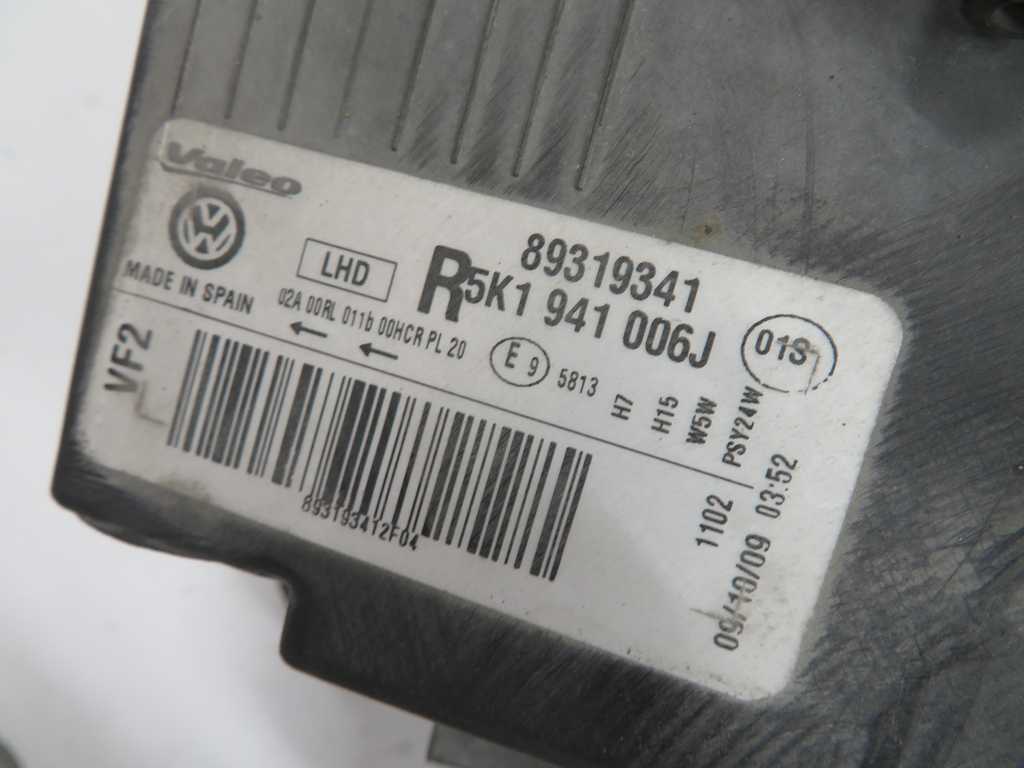 Valeo
MADE IN SPAIN
LHD
R
89319341
5K1 941 006J
01S
02A 00RL 011b 00HCR PL 20
E 9
5813
H7
H15
W5W
PSY24W
VF2
893193412F04
1102
09/10/09 03:52